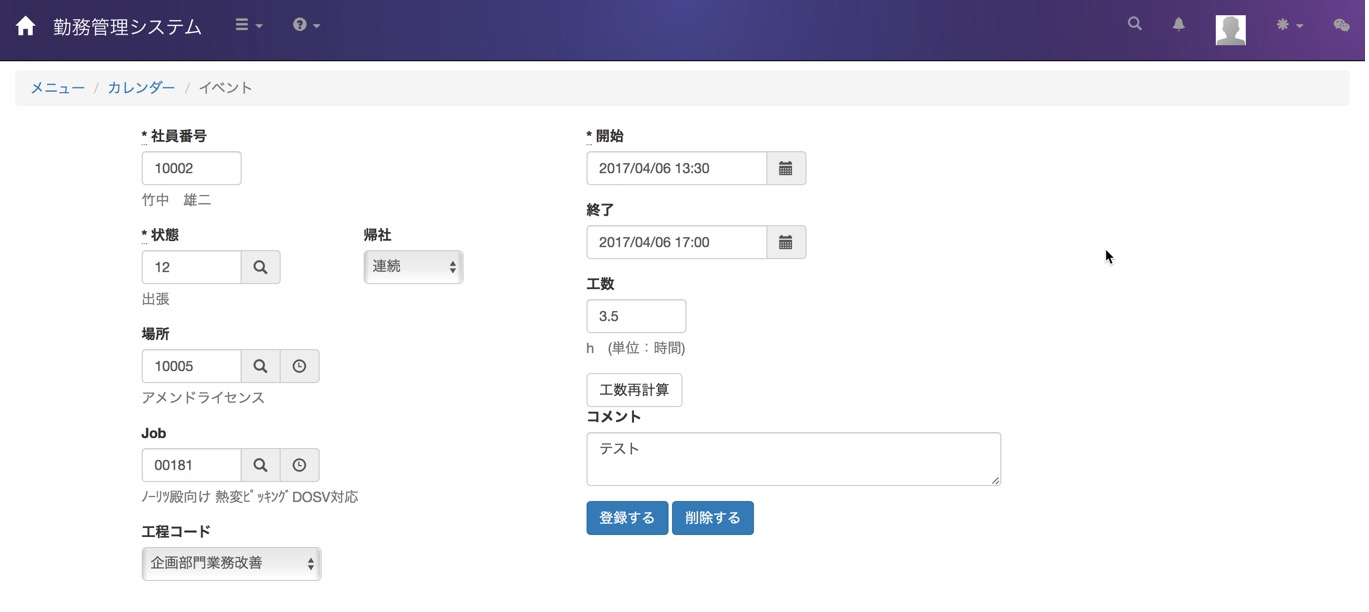 勤務管理システム
メニュー / カレンダー / イベント
* 社員番号
10002
竹中　雄二
* 状態
12
出張
帰社
連続
場所
10005
アメンドライセンス
Job
00181
ﾉｰﾘﾂ殿向け 熱変ﾋﾟｯｷﾝｸﾞDOSV対応
工程コード
企画部門業務改善
* 開始
2017/04/06 13:30
終了
2017/04/06 17:00
工数
3.5
h　(単位：時間)
工数再計算
コメント
テスト
登録する 削除する